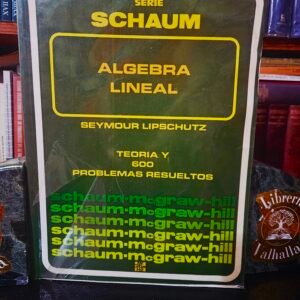 SERIE
SCHAUM
ALGEBRA
LINEAL
SEYMOUR LIPSCHUTZ
TEORIA Y
600
PROBLEMAS RESUELTOS
schaum·mcgraw-hill
schaum·mcgraw-hill
schaum·mcgraw-hill
schaum·mcgraw-hill
schaum·mcgraw-hill
schaum·mcgraw-hill
Valhalla